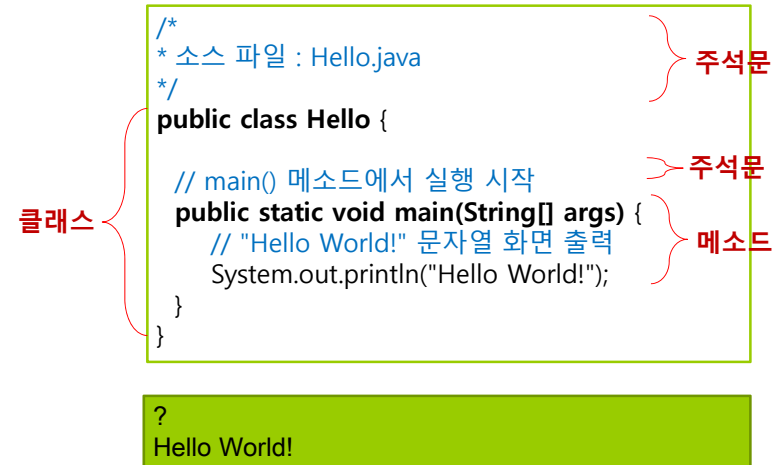 /*
* 소스 파일 : Hello.java
*/
주석문
public class Hello {
// main() 메소드에서 실행 시작
주석문
클래스
public static void main(String[] args) {
// "Hello World!" 문자열 화면 출력
메소드
System.out.println("Hello World!");
}
}
?
Hello World!